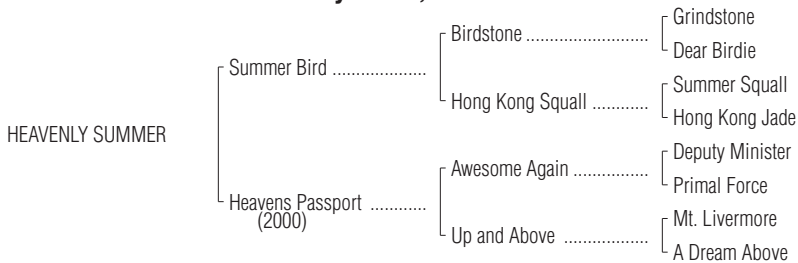 Grindstone
Birdstone ..............................
Dear Birdie
Summer Bird ....................
Summer Squall
Hong Kong Squall ............
Hong Kong Jade
HEAVENLY SUMMER
Deputy Minister
Awesome Again ..................
Primal Force
Heavens Passport ............
(2000)
Mt. Livermore
Up and Above ..................
A Dream Above